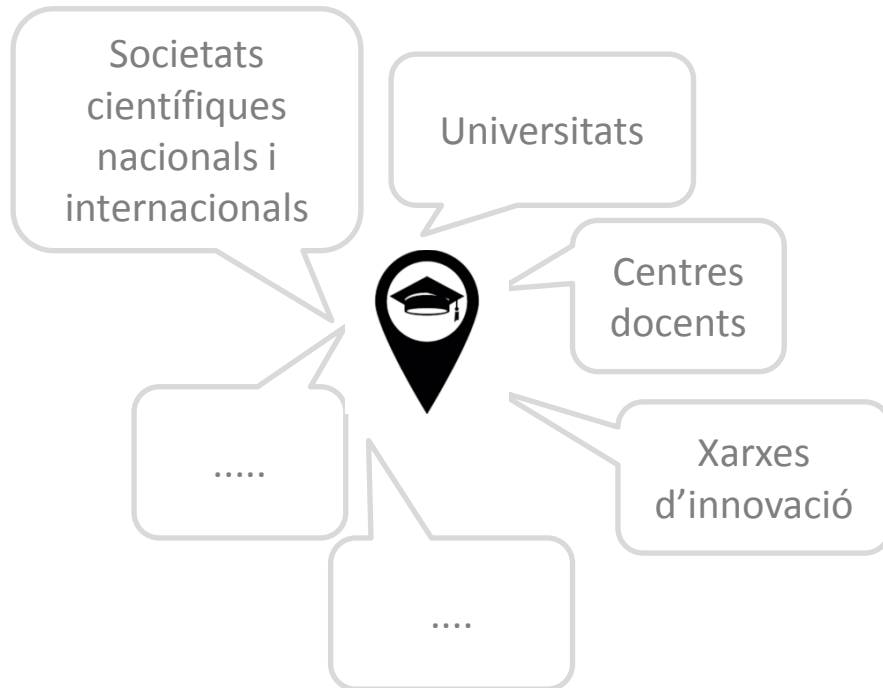 Societats
científiques
nacionals i
internacionals
Universitats
Centres
docents
Xarxes
d’innovació
.....
....